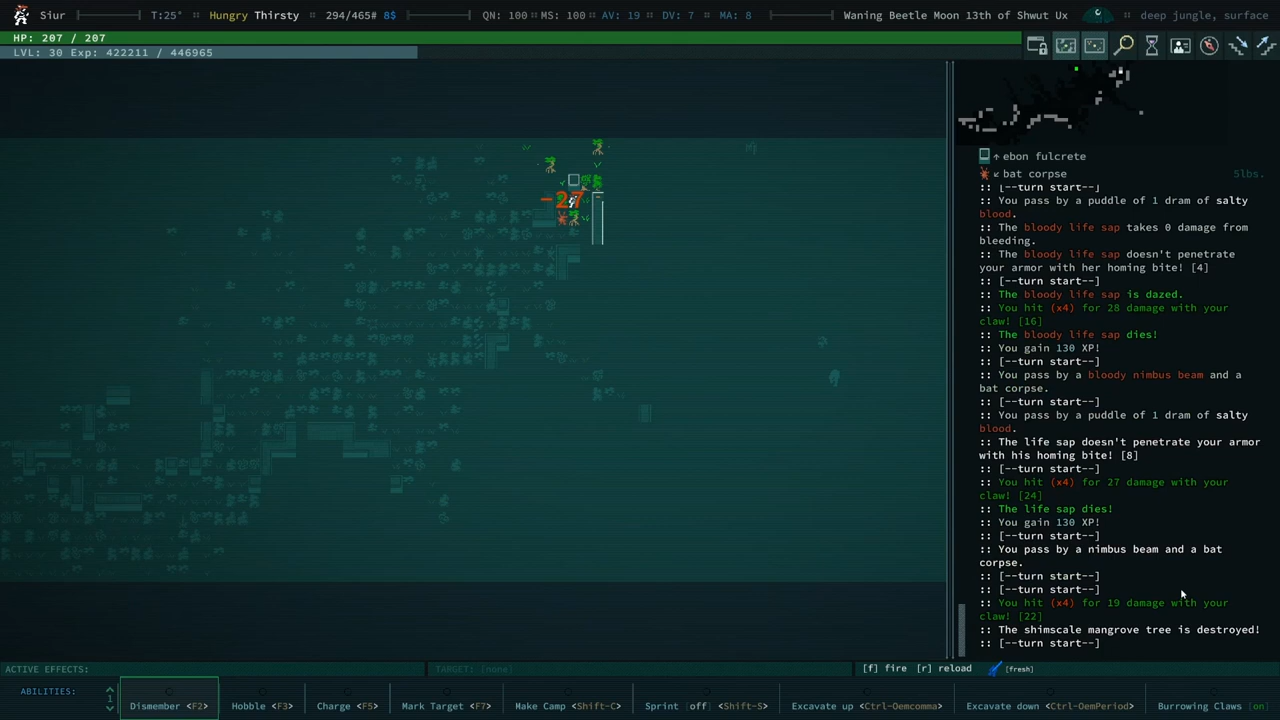 Siur T:25° :: Hungry Thirsty :: 294/465# 8$ QN: 100 :: MS: 100 :: AV: 19 :: DV: 7 :: MA: 8 Waning Beetle Moon 13th of Shwut Ux :: deep jungle, surface
HP: 207 / 207
LVL: 30 Exp: 422211 / 446965
ebon fulcrete
bat corpse 5lbs.
:: [--turn start--]
:: You pass by a puddle of 1 dram of salty
blood.
:: The bloody life sap takes 0 damage from
bleeding.
:: The bloody life sap doesn't penetrate
your armor with her homing bite! [4]
:: [--turn start--]
:: The bloody life sap is dazed.
:: You hit (x4) for 28 damage with your
claw! [16]
:: The bloody life sap dies!
:: You gain 130 XP!
:: [--turn start--]
:: You pass by a bloody nimbus beam and a
bat corpse.
:: [--turn start--]
:: You pass by a puddle of 1 dram of salty
blood.
:: The life sap doesn't penetrate your armor
with his homing bite! [8]
:: [--turn start--]
:: You hit (x4) for 27 damage with your
claw! [24]
:: The life sap dies!
:: You gain 130 XP!
:: [--turn start--]
:: You pass by a nimbus beam and a bat
corpse.
:: [--turn start--]
:: [--turn start--]
:: You hit (x4) for 19 damage with your
claw! [22]
:: The shimscale mangrove tree is destroyed!
:: [--turn start--]
-27
ACTIVE EFFECTS: TARGET: [none] [f] fire [r] reload [fresh]
ABILITIES: 1 Dismember <F2> Hobble <F3> Charge <F5> Mark Target <F7> Make Camp <Shift-C> Sprint [off] <Shift-S> Excavate up <Ctrl-Oemcomma> Excavate down <Ctrl-OemPeriod> Burrowing Claws [on]